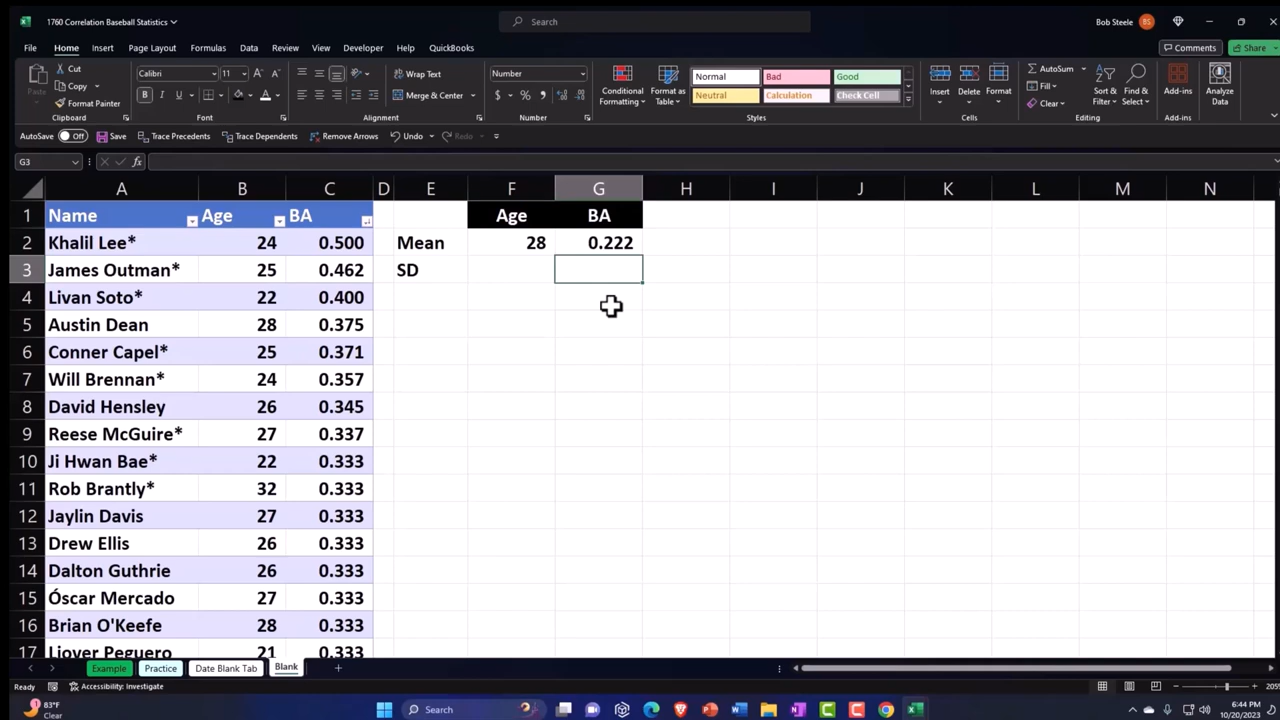 1760 Correlation Baseball Statistics
Search
Bob Steele BS
File Home Insert Page Layout Formulas Data Review View Developer Help QuickBooks Comments Share
Cut
Copy
Format Painter
Clipboard
Calibri 11
Font
Wrap Text
Merge & Center
Alignment
Number
Number
Conditional Formatting
Format as Table
Normal Bad Good
Neutral Calculation Check Cell
Styles
Insert Delete Format
Cells
AutoSum
Fill
Clear
Sort & Filter
Find & Select
Editing
Add-ins
Add-ins
Analyze Data
AutoSave Off Save Trace Precedents Trace Dependents Remove Arrows Undo Redo
G3 fx
A B C D E F G H I J K L M N
1 Name Age BA Age BA
2 Khalil Lee* 24 0.500 Mean 28 0.222
3 James Outman* 25 0.462 SD
4 Livan Soto* 22 0.400
5 Austin Dean 28 0.375
6 Conner Capel* 25 0.371
7 Will Brennan* 24 0.357
8 David Hensley 26 0.345
9 Reese McGuire* 27 0.337
10 Ji Hwan Bae* 22 0.333
11 Rob Brantly* 32 0.333
12 Jaylin Davis 27 0.333
13 Drew Ellis 26 0.333
14 Dalton Guthrie 26 0.333
15 Óscar Mercado 27 0.333
16 Brian O'Keefe 28 0.333
17 Liover Peguero 21 0.333
Example Practice Date Blank Tab Blank
Ready Accessibility: Investigate 205
83°F
Clear
Search
6:44 PM
10/20/2023